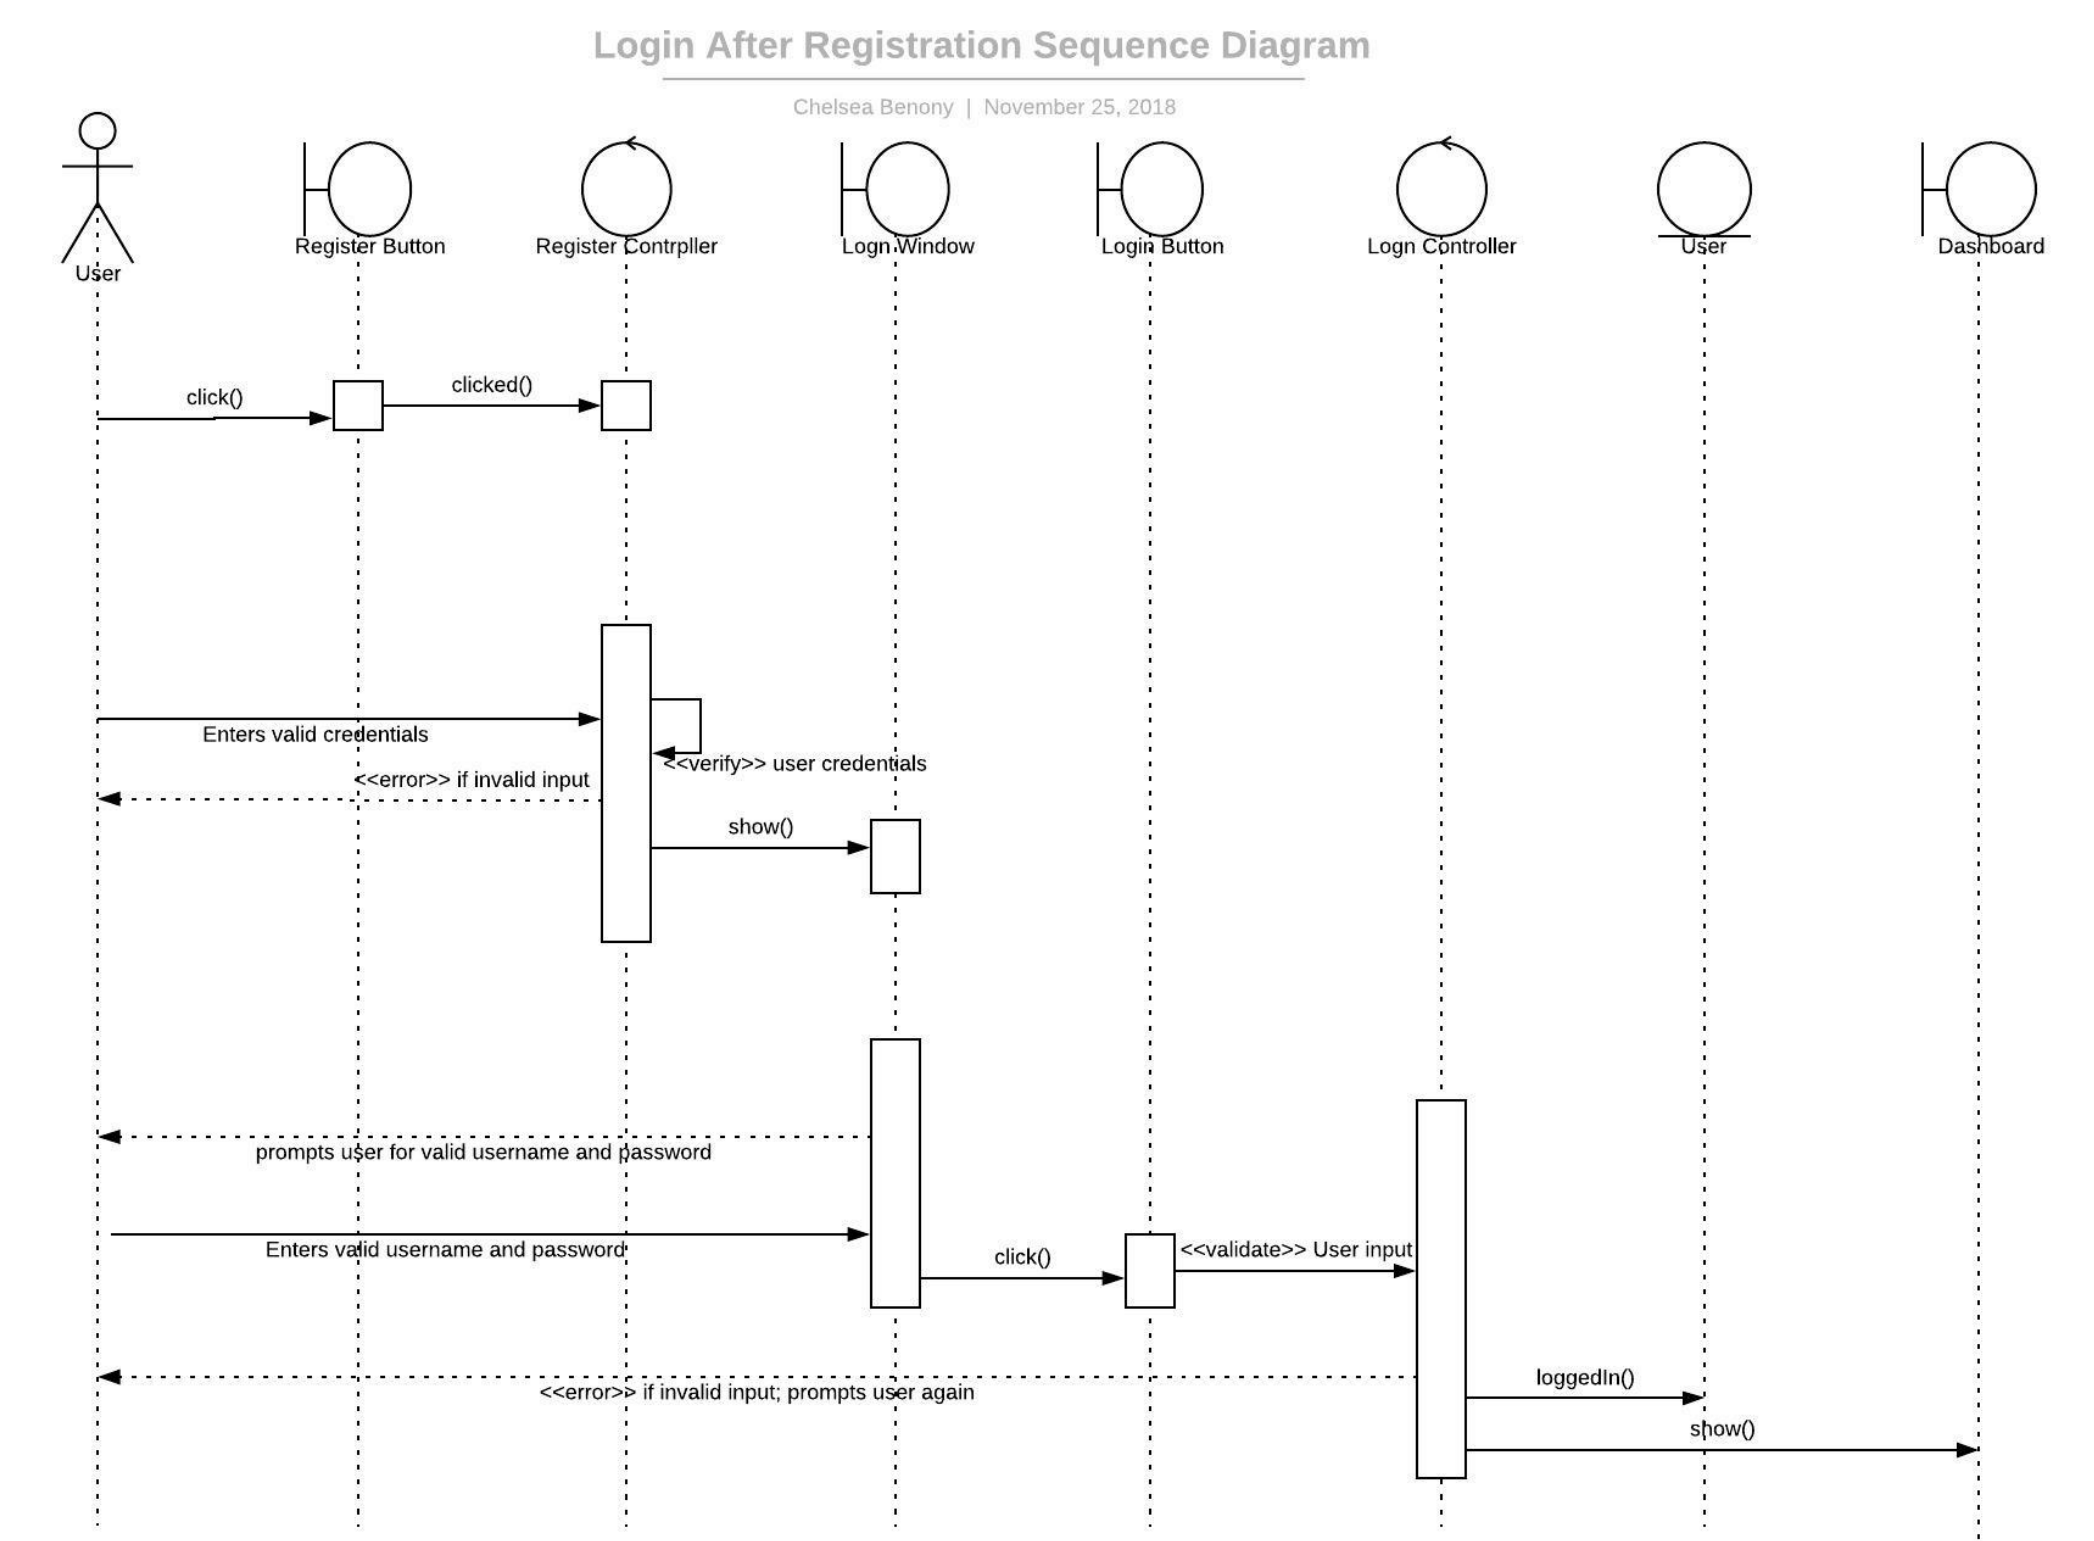 Login After Registration Sequence Diagram
Chelsea Benony | November 25, 2018
User
Register Button
Register Contrpller
Logn Window
Login Button
Logn Controller
User
Dashboard
click()
clicked()
Enters valid credentials
<<verify>> user credentials
<<error>> if invalid input
show()
prompts user for valid username and password
Enters valid username and password
click()
<<validate>> User input
<<error>> if invalid input; prompts user again
loggedIn()
show()